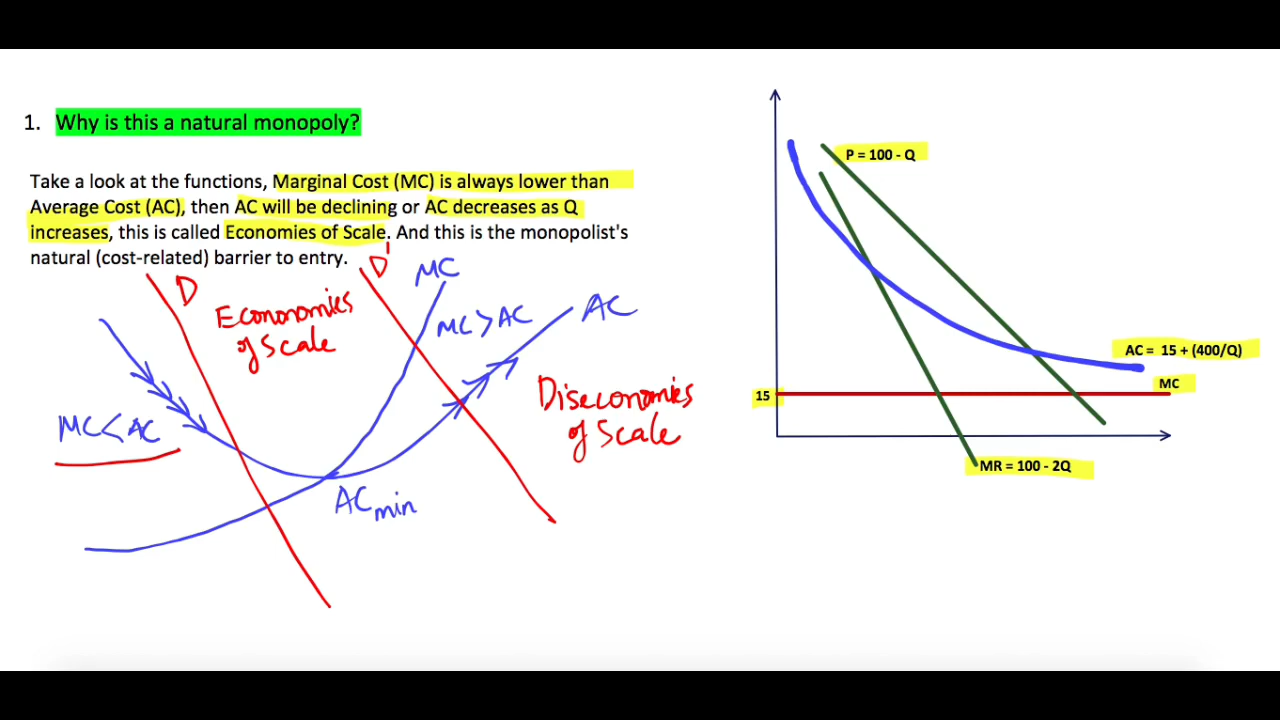 1. Why is this a natural monopoly?
Take a look at the functions, Marginal Cost (MC) is always lower than
Average Cost (AC), then AC will be declining or AC decreases as Q
increases, this is called Economies of Scale. And this is the monopolist's
natural (cost-related) barrier to entry.
D
D'
MC
Economies
of Scale
MC > AC
AC
MC < AC
Diseconomies
of Scale
AC min
P = 100 - Q
AC = 15 + (400/Q)
MC
15
MR = 100 - 2Q